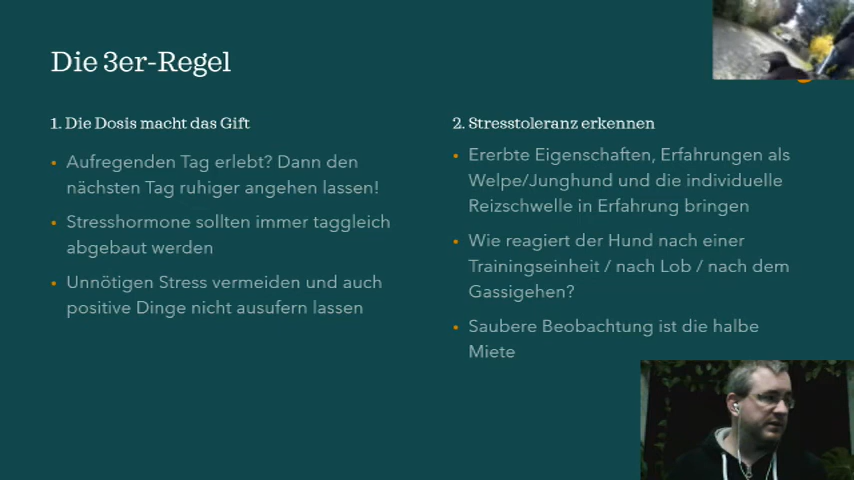 Die 3er-Regel
1. Die Dosis macht das Gift
• Aufregenden Tag erlebt? Dann den
nächsten Tag ruhiger angehen lassen!
• Stresshormone sollten immer taggleich
abgebaut werden
• Unnötigen Stress vermeiden und auch
positive Dinge nicht ausufern lassen
2. Stresstoleranz erkennen
• Ererbte Eigenschaften, Erfahrungen als
Welpe/Junghund und die individuelle
Reizschwelle in Erfahrung bringen
• Wie reagiert der Hund nach einer
Trainingseinheit / nach Lob / nach dem
Gassigehen?
• Saubere Beobachtung ist die halbe
Miete